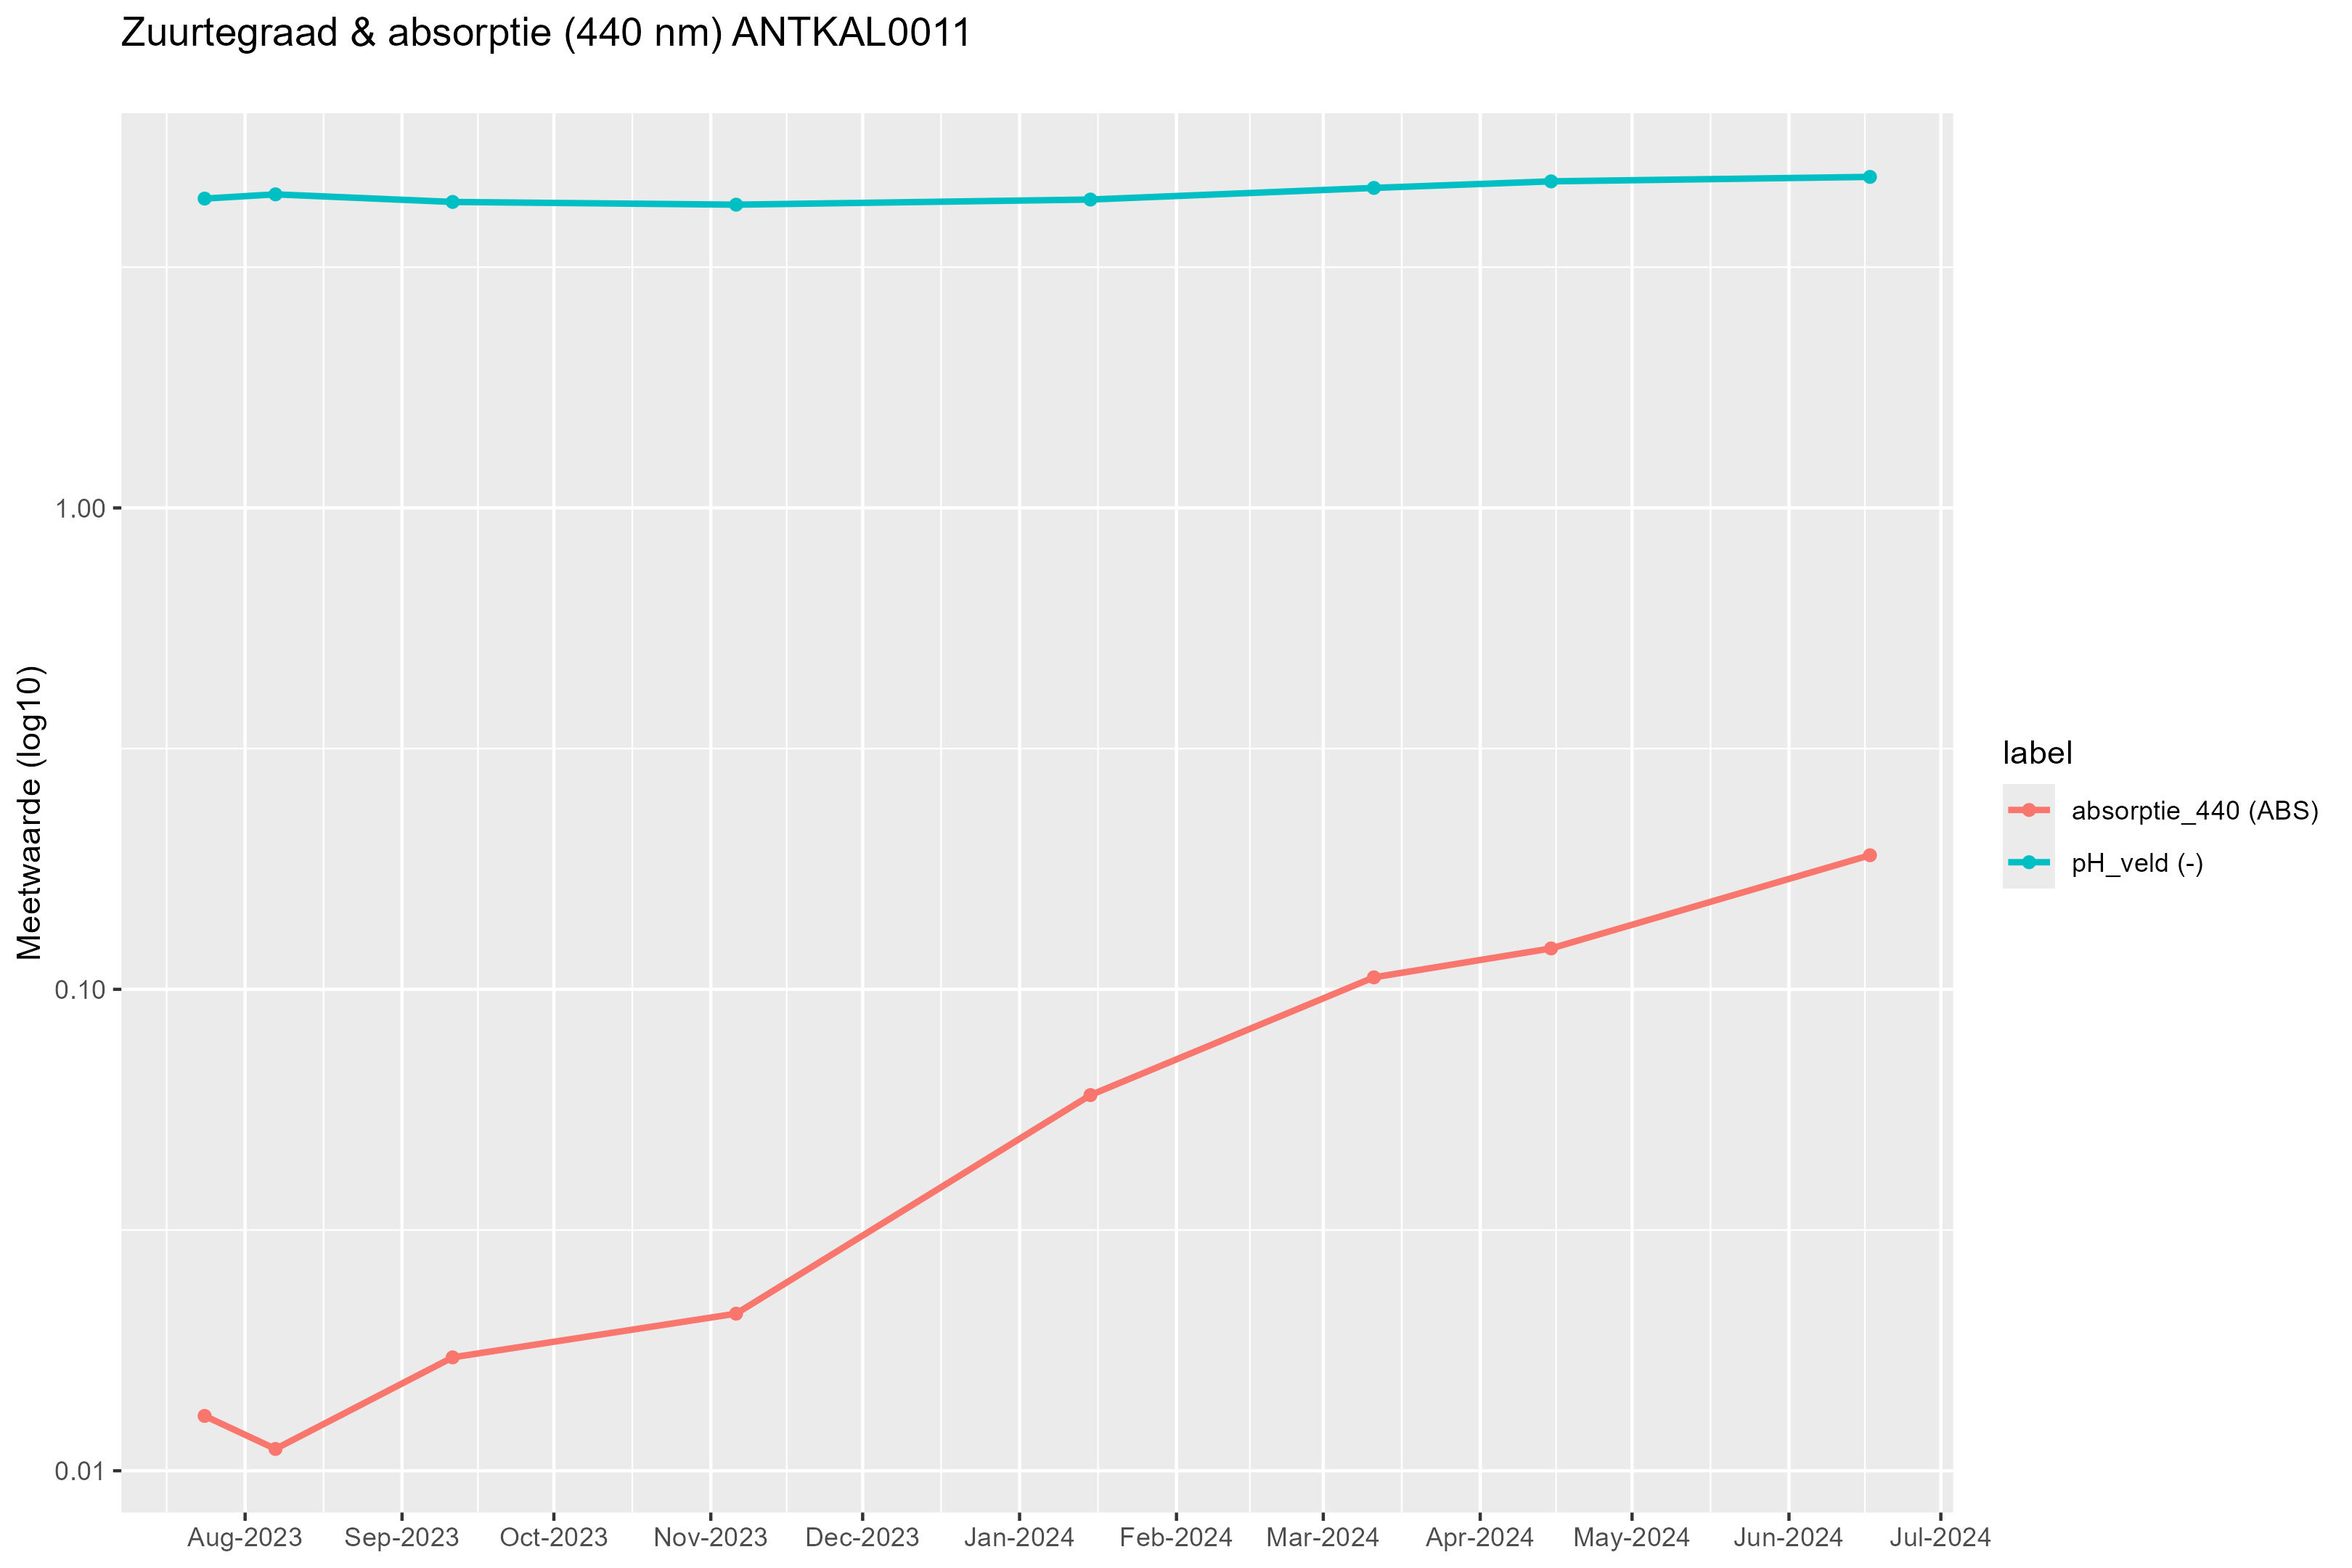 Zuurtegraad & absorptie (440 nm) ANTKAL0011
Meetwaarde (log10)
1.00
0.10
0.01
Aug-2023
Sep-2023
Oct-2023
Nov-2023
Dec-2023
Jan-2024
Feb-2024
Mar-2024
Apr-2024
May-2024
Jun-2024
Jul-2024
label
absorptie_440 (ABS)
pH_veld (-)